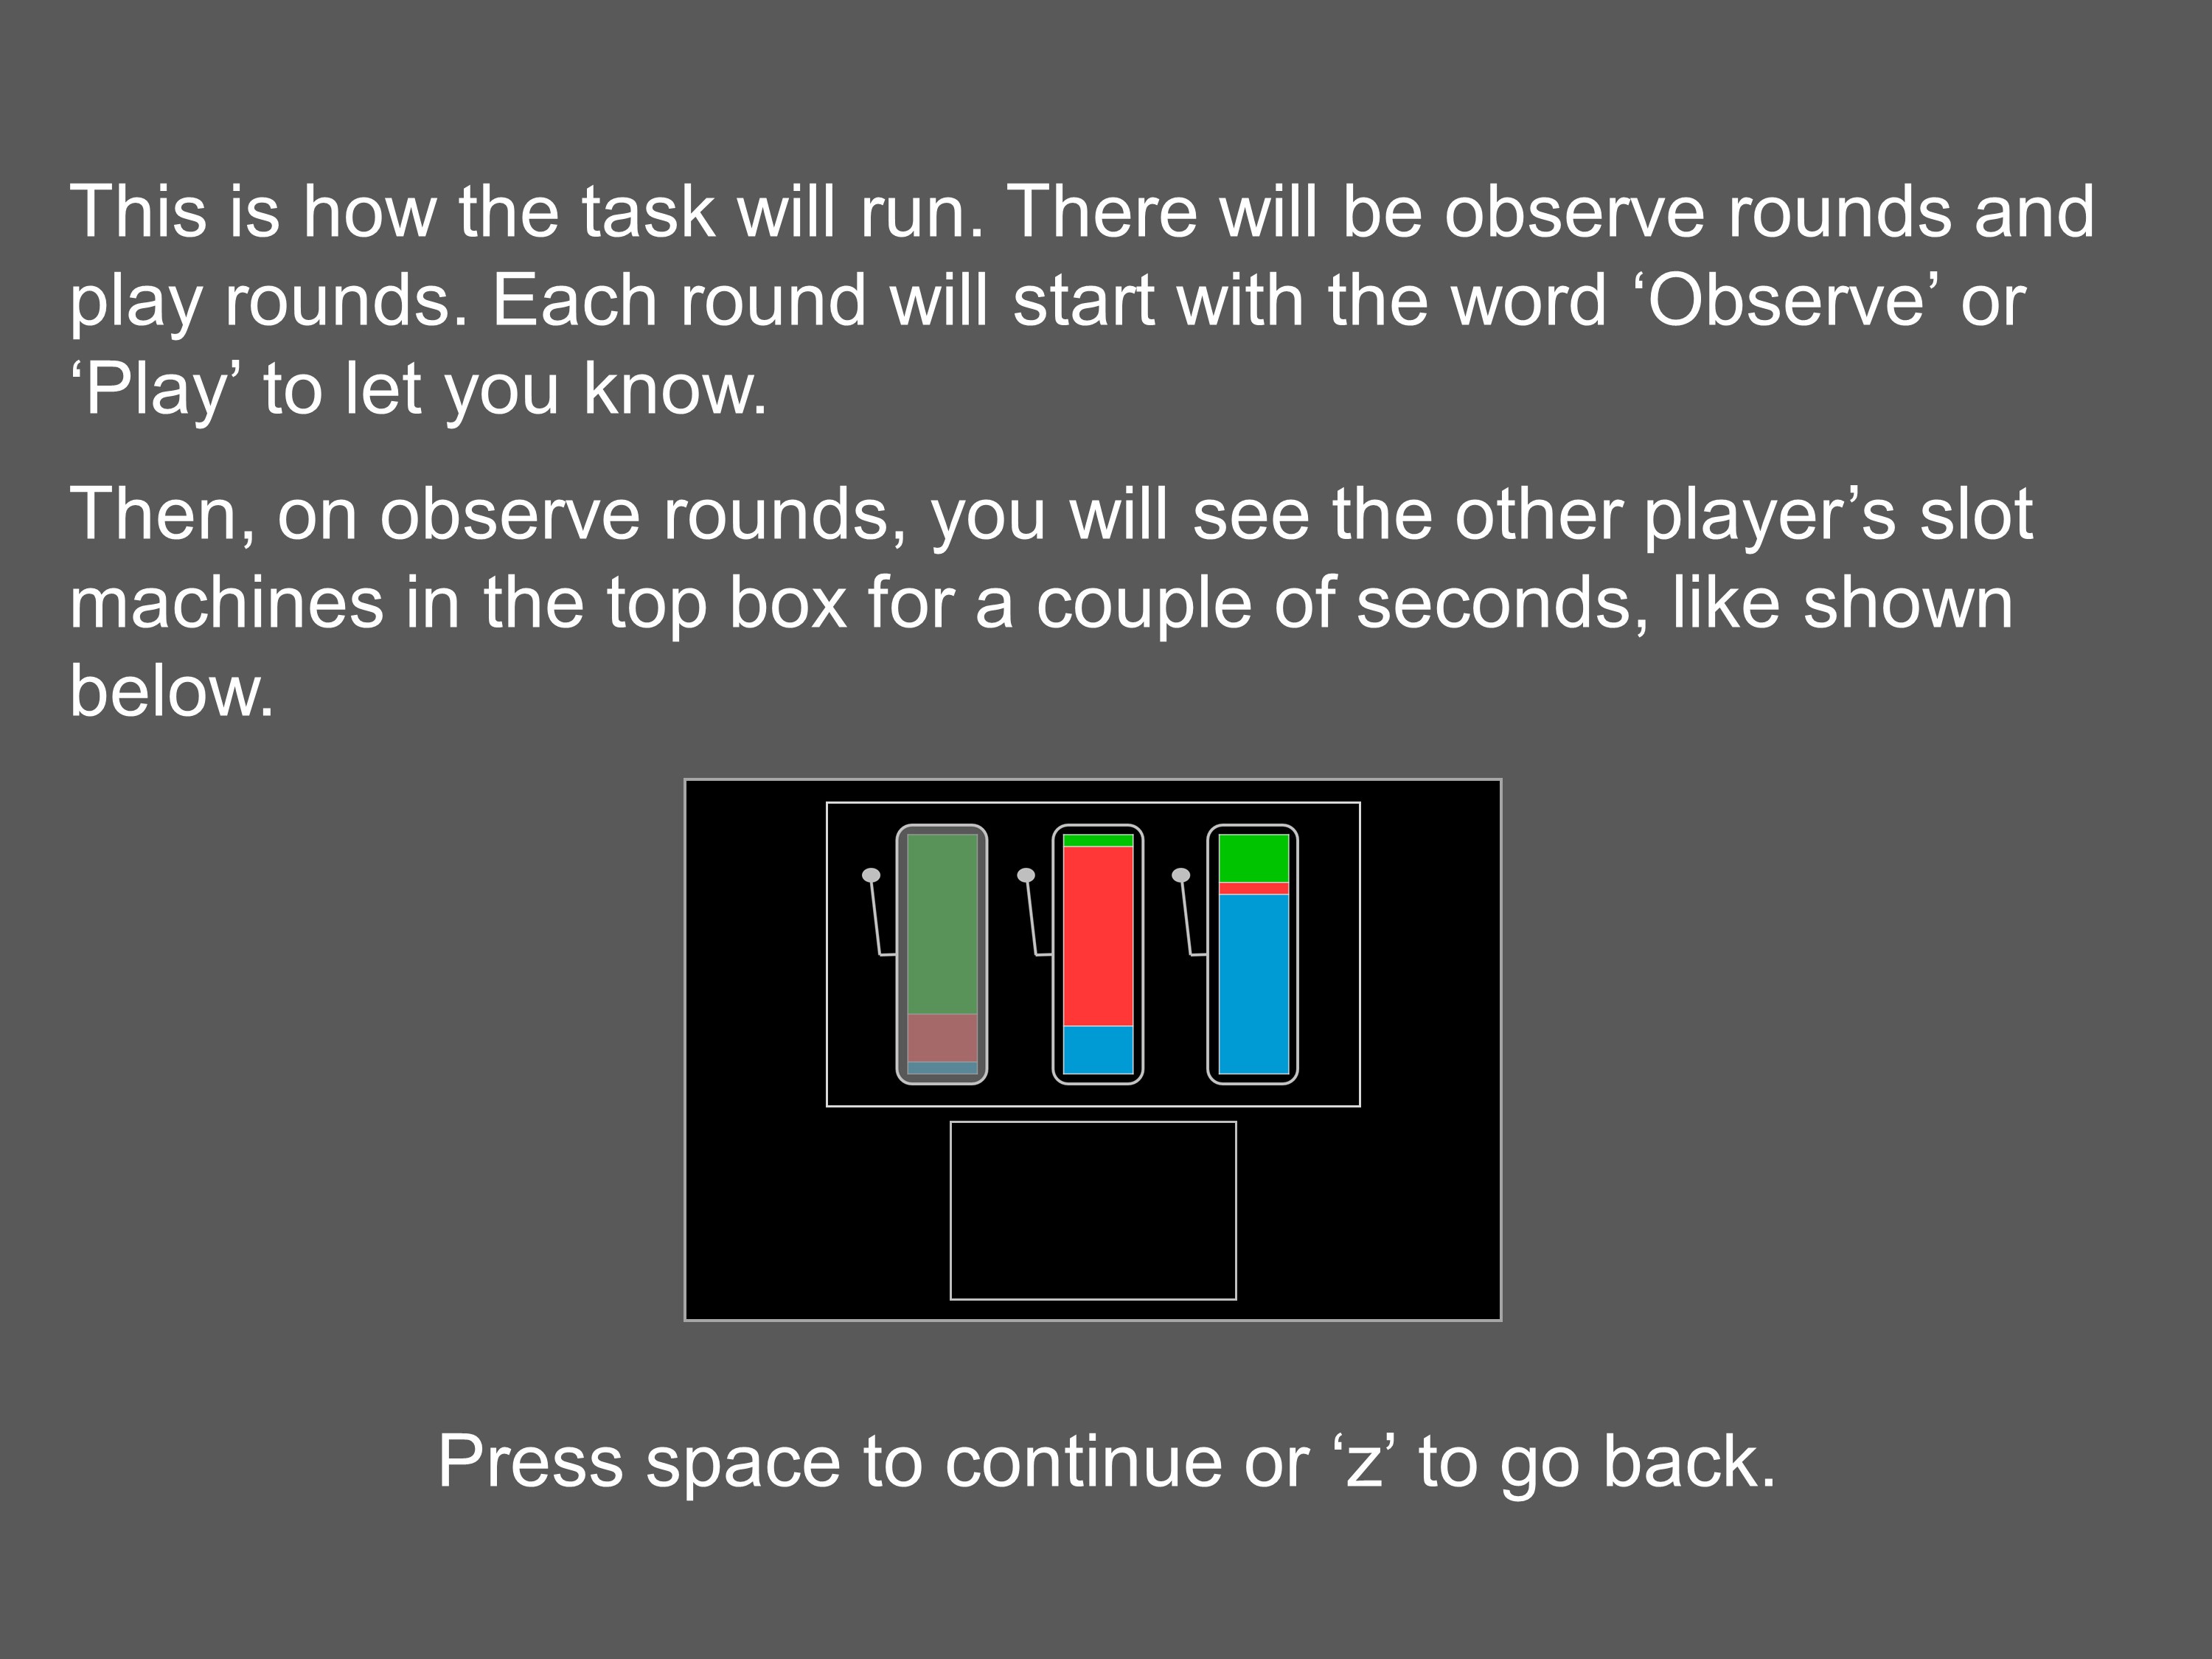 This is how the task will run. There will be observe rounds and
play rounds. Each round will start with the word ‘Observe’ or
‘Play’ to let you know.
Then, on observe rounds, you will see the other player’s slot
machines in the top box for a couple of seconds, like shown
below.
Press space to continue or ‘z’ to go back.